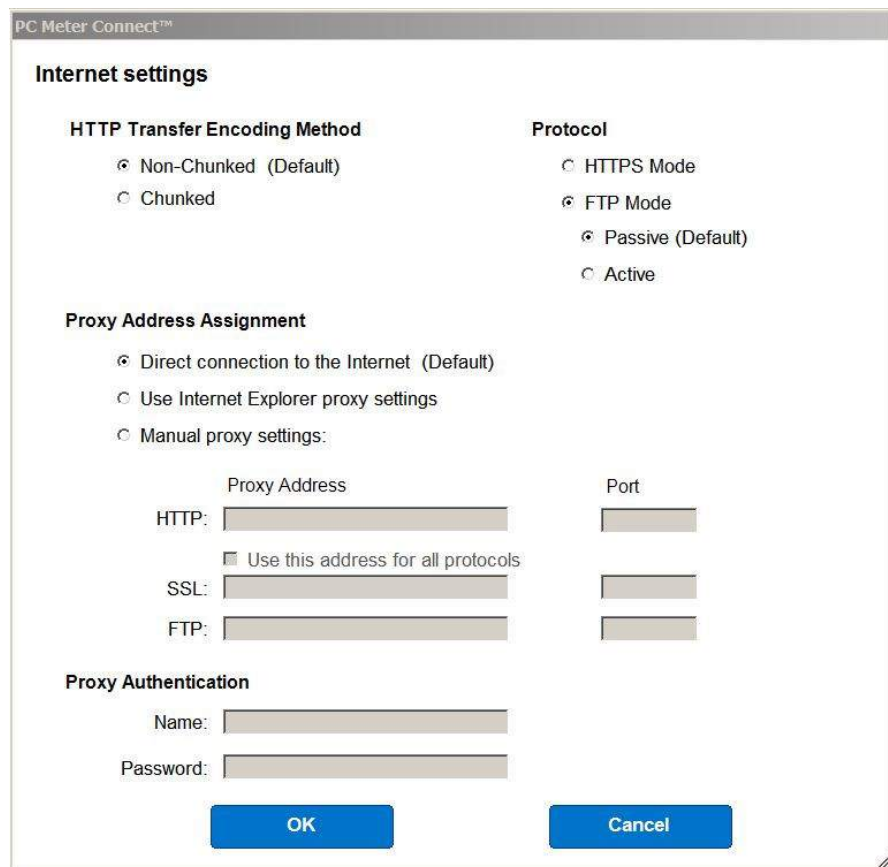 PC Meter Connect™
Internet settings
HTTP Transfer Encoding Method
Protocol
Non-Chunked (Default)
HTTPS Mode
Chunked
FTP Mode
Passive (Default)
Active
Proxy Address Assignment
Direct connection to the Internet (Default)
Use Internet Explorer proxy settings
Manual proxy settings:
Proxy Address
Port
HTTP:
Use this address for all protocols
SSL:
FTP:
Proxy Authentication
Name:
Password:
OK
Cancel